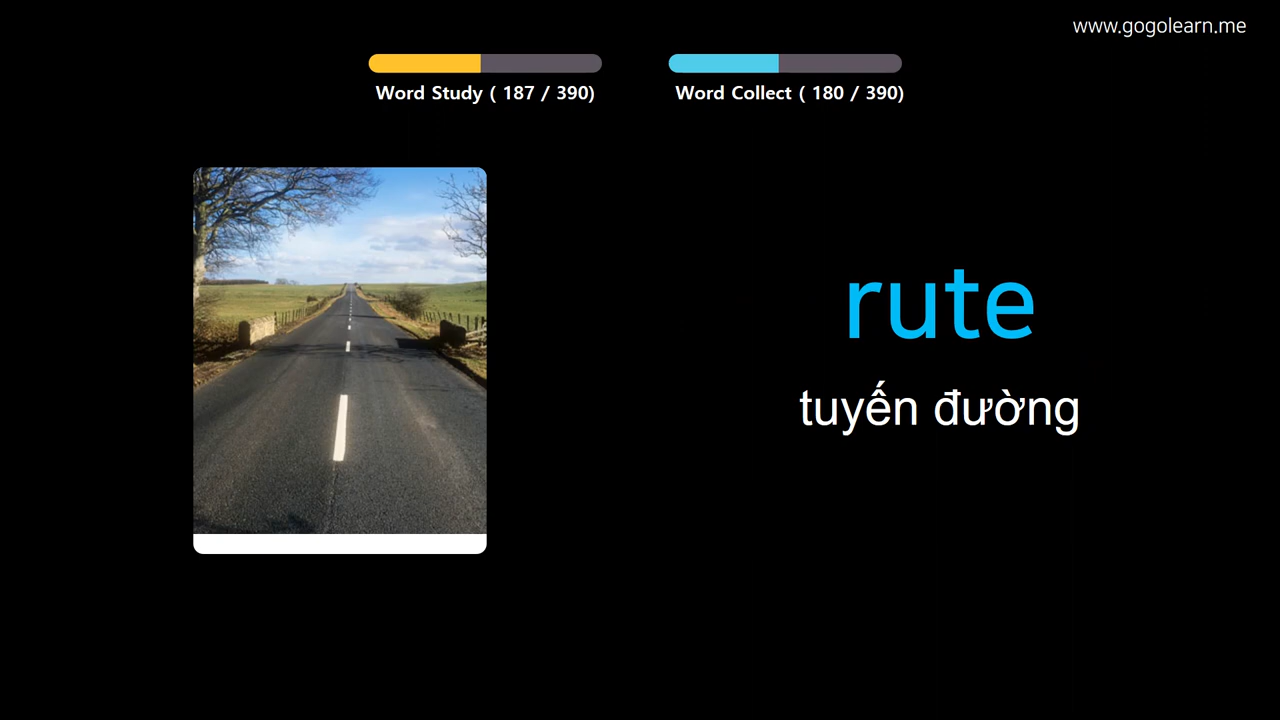 www.gogolearn.me
Word Study ( 187 / 390)
Word Collect ( 180 / 390)
rute
tuyến đường